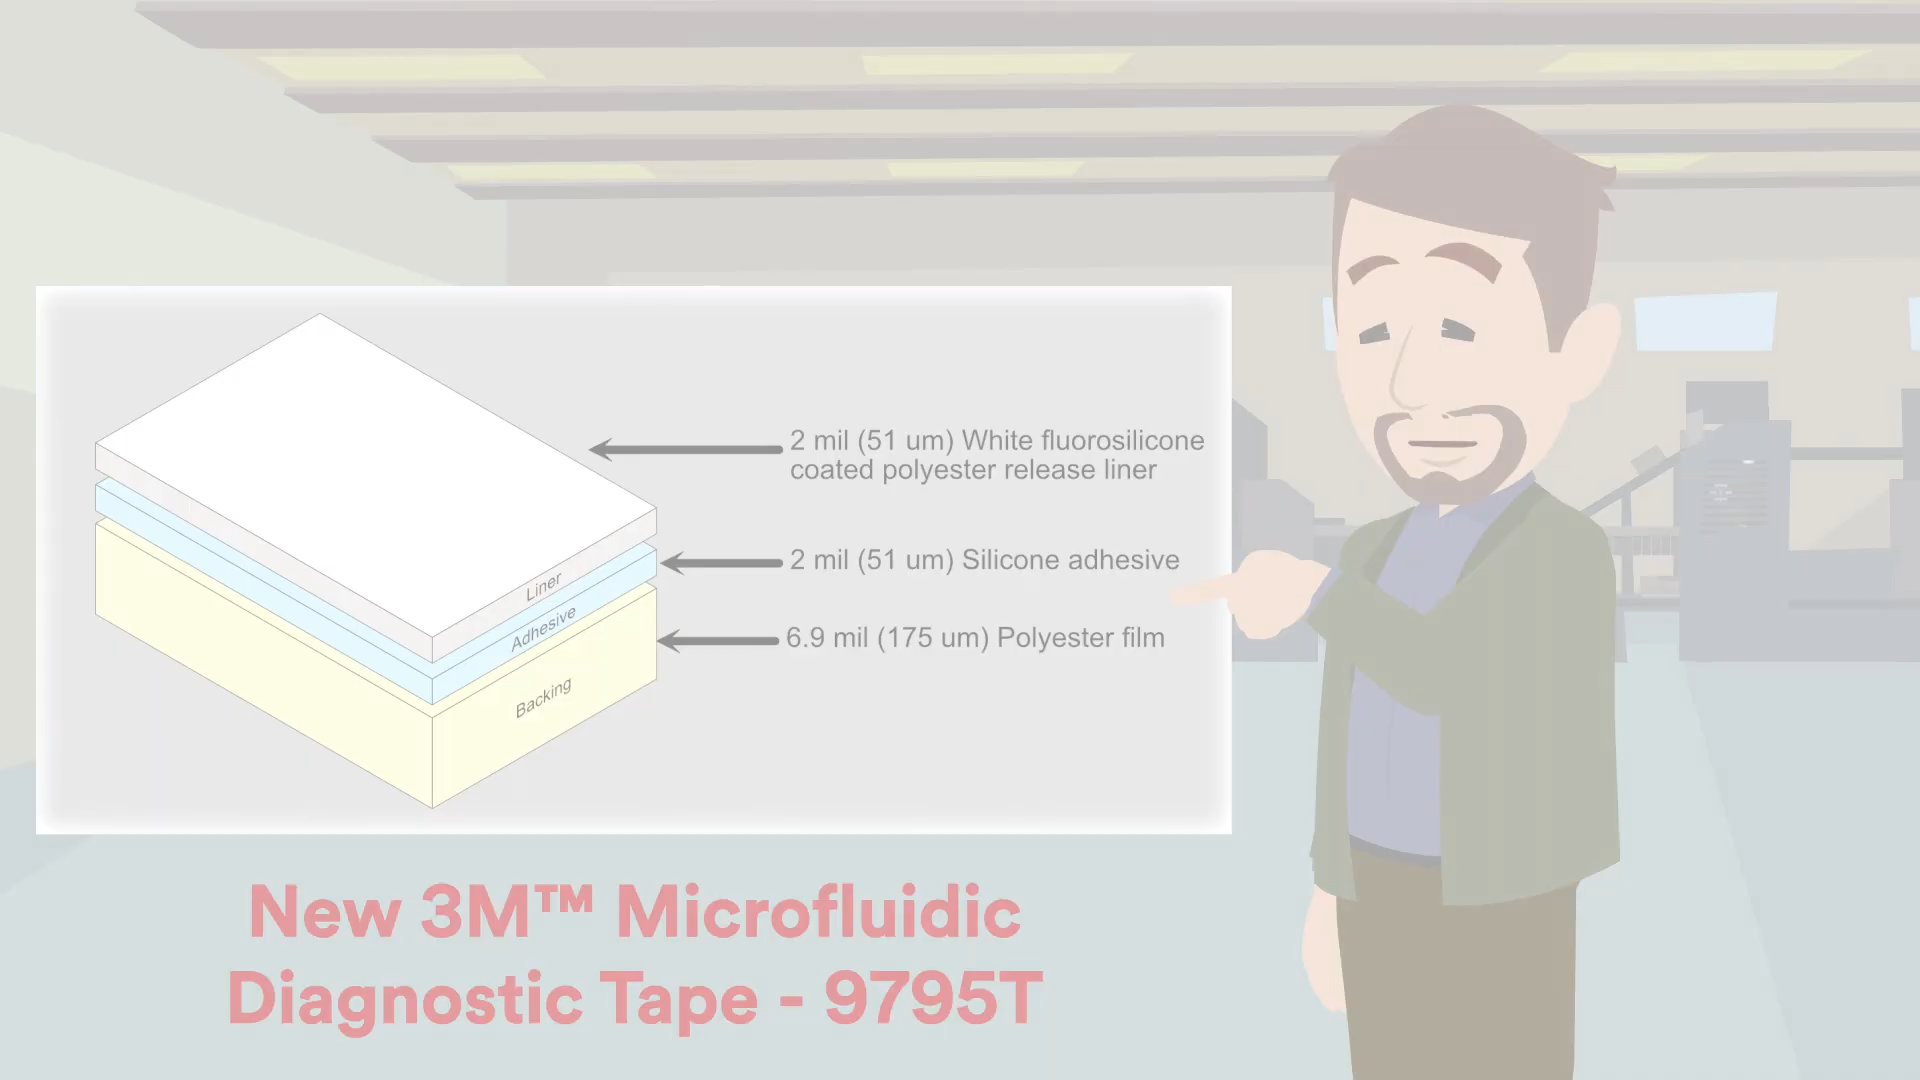 2 mil (51 um) White fluorosilicone
coated polyester release liner
2 mil (51 um) Silicone adhesive
6.9 mil (175 um) Polyester film
Liner
Adhesive
Backing
New 3M™ Microfluidic
Diagnostic Tape - 9795T